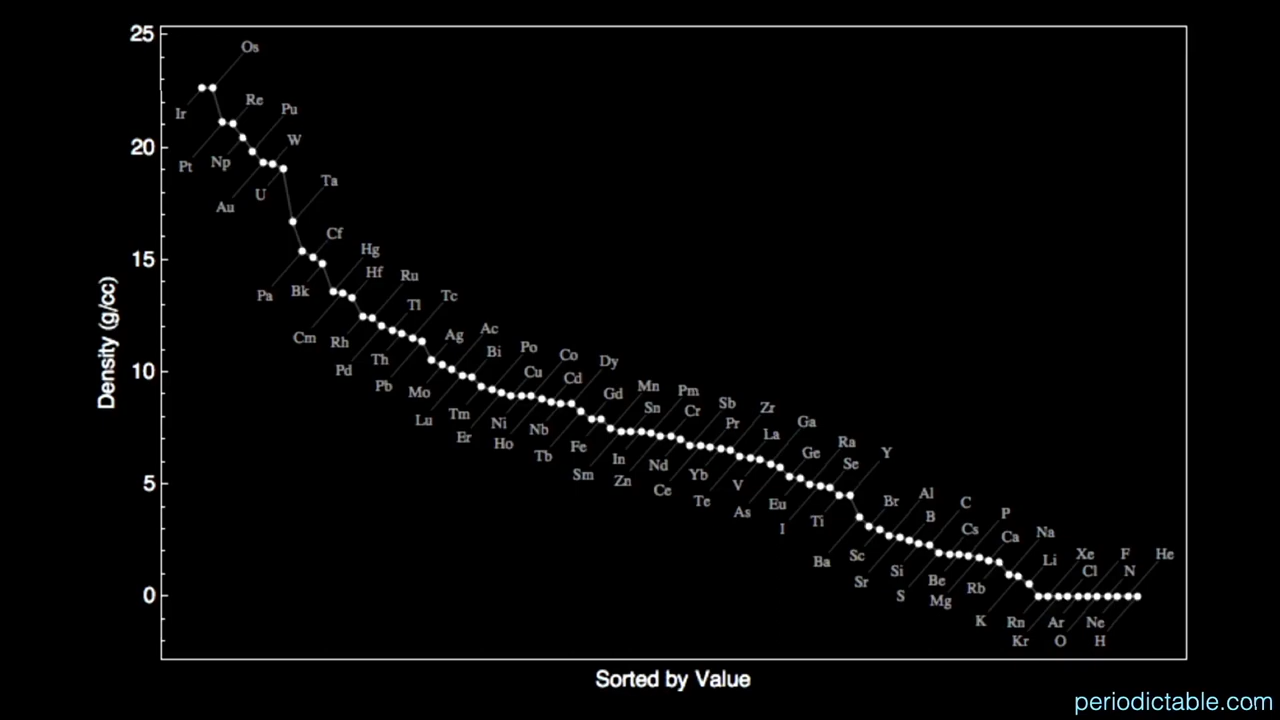 25
Os
Re
Pu
Ir
W
20
Pt
Np
Ta
U
Au
Cf
Hg
15
Hf
Ru
Pa
Bk
Tl
Tc
Cm
Rh
Ag
Ac
Bi
Po
Co
Dy
Th
Pd
10
Cu
Cd
Pb
Mo
Gd
Mn
Pm
Sn
Cr
Sb
Zr
Lu
Tm
Ni
Er
Ho
Nb
Pr
La
Ga
Tb
Fe
In
Nd
Ge
Ra
Y
Sm
Zn
Yb
Se
5
Ce
Te
V
Eu
Br
Al
C
P
As
I
Ti
B
Cs
Ca
Na
Ba
Sc
Sr
Si
Be
Rb
Li
Xe
F
He
Cl
N
S
Mg
0
K
Rn
Ar
Ne
Kr
O
H
Density (g/cc)
Sorted by Value
periodictable.com